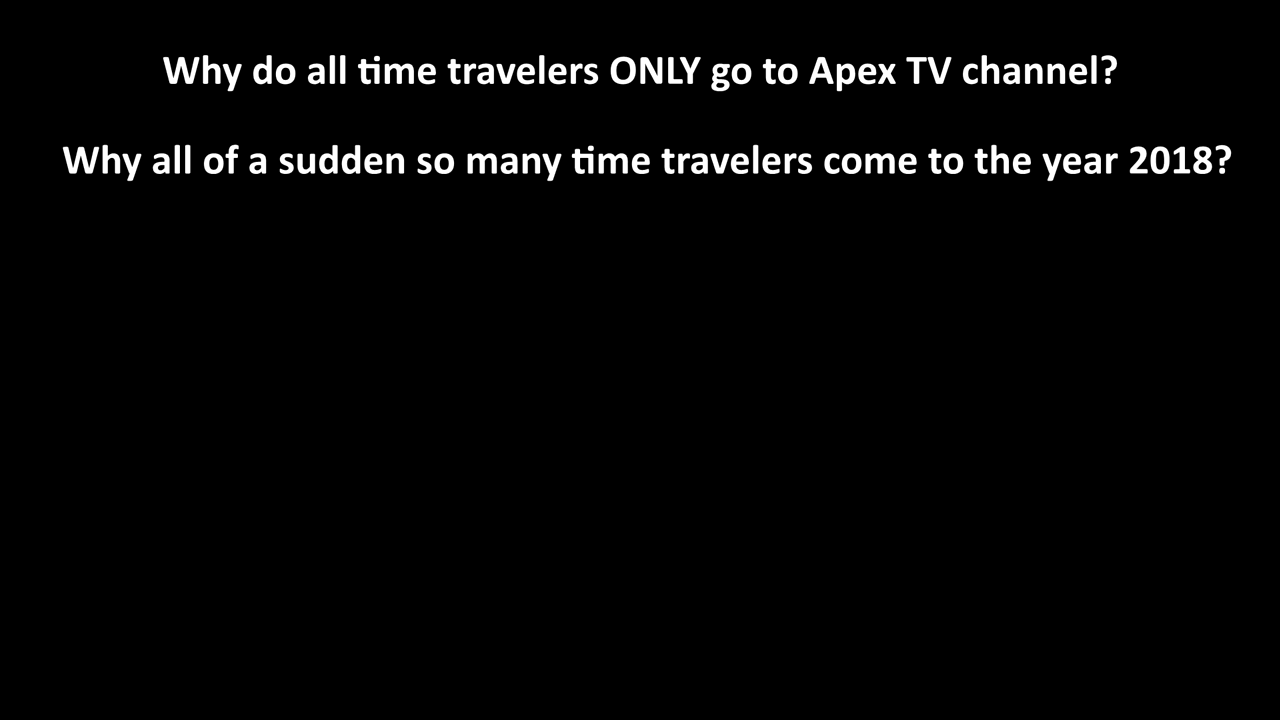 Why do all time travelers ONLY go to Apex TV channel?
Why all of a sudden so many time travelers come to the year 2018?